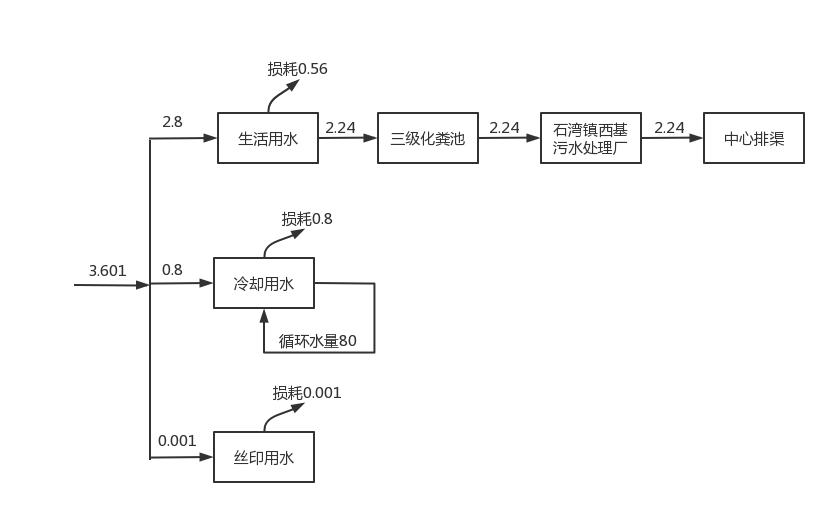 损耗0.56
2.8
生活用水
2.24
三级化粪池
2.24
石湾镇西基
污水处理厂
2.24
中心排渠
损耗0.8
3.601
0.8
冷却用水
循环水量80
损耗0.001
0.001
丝印用水